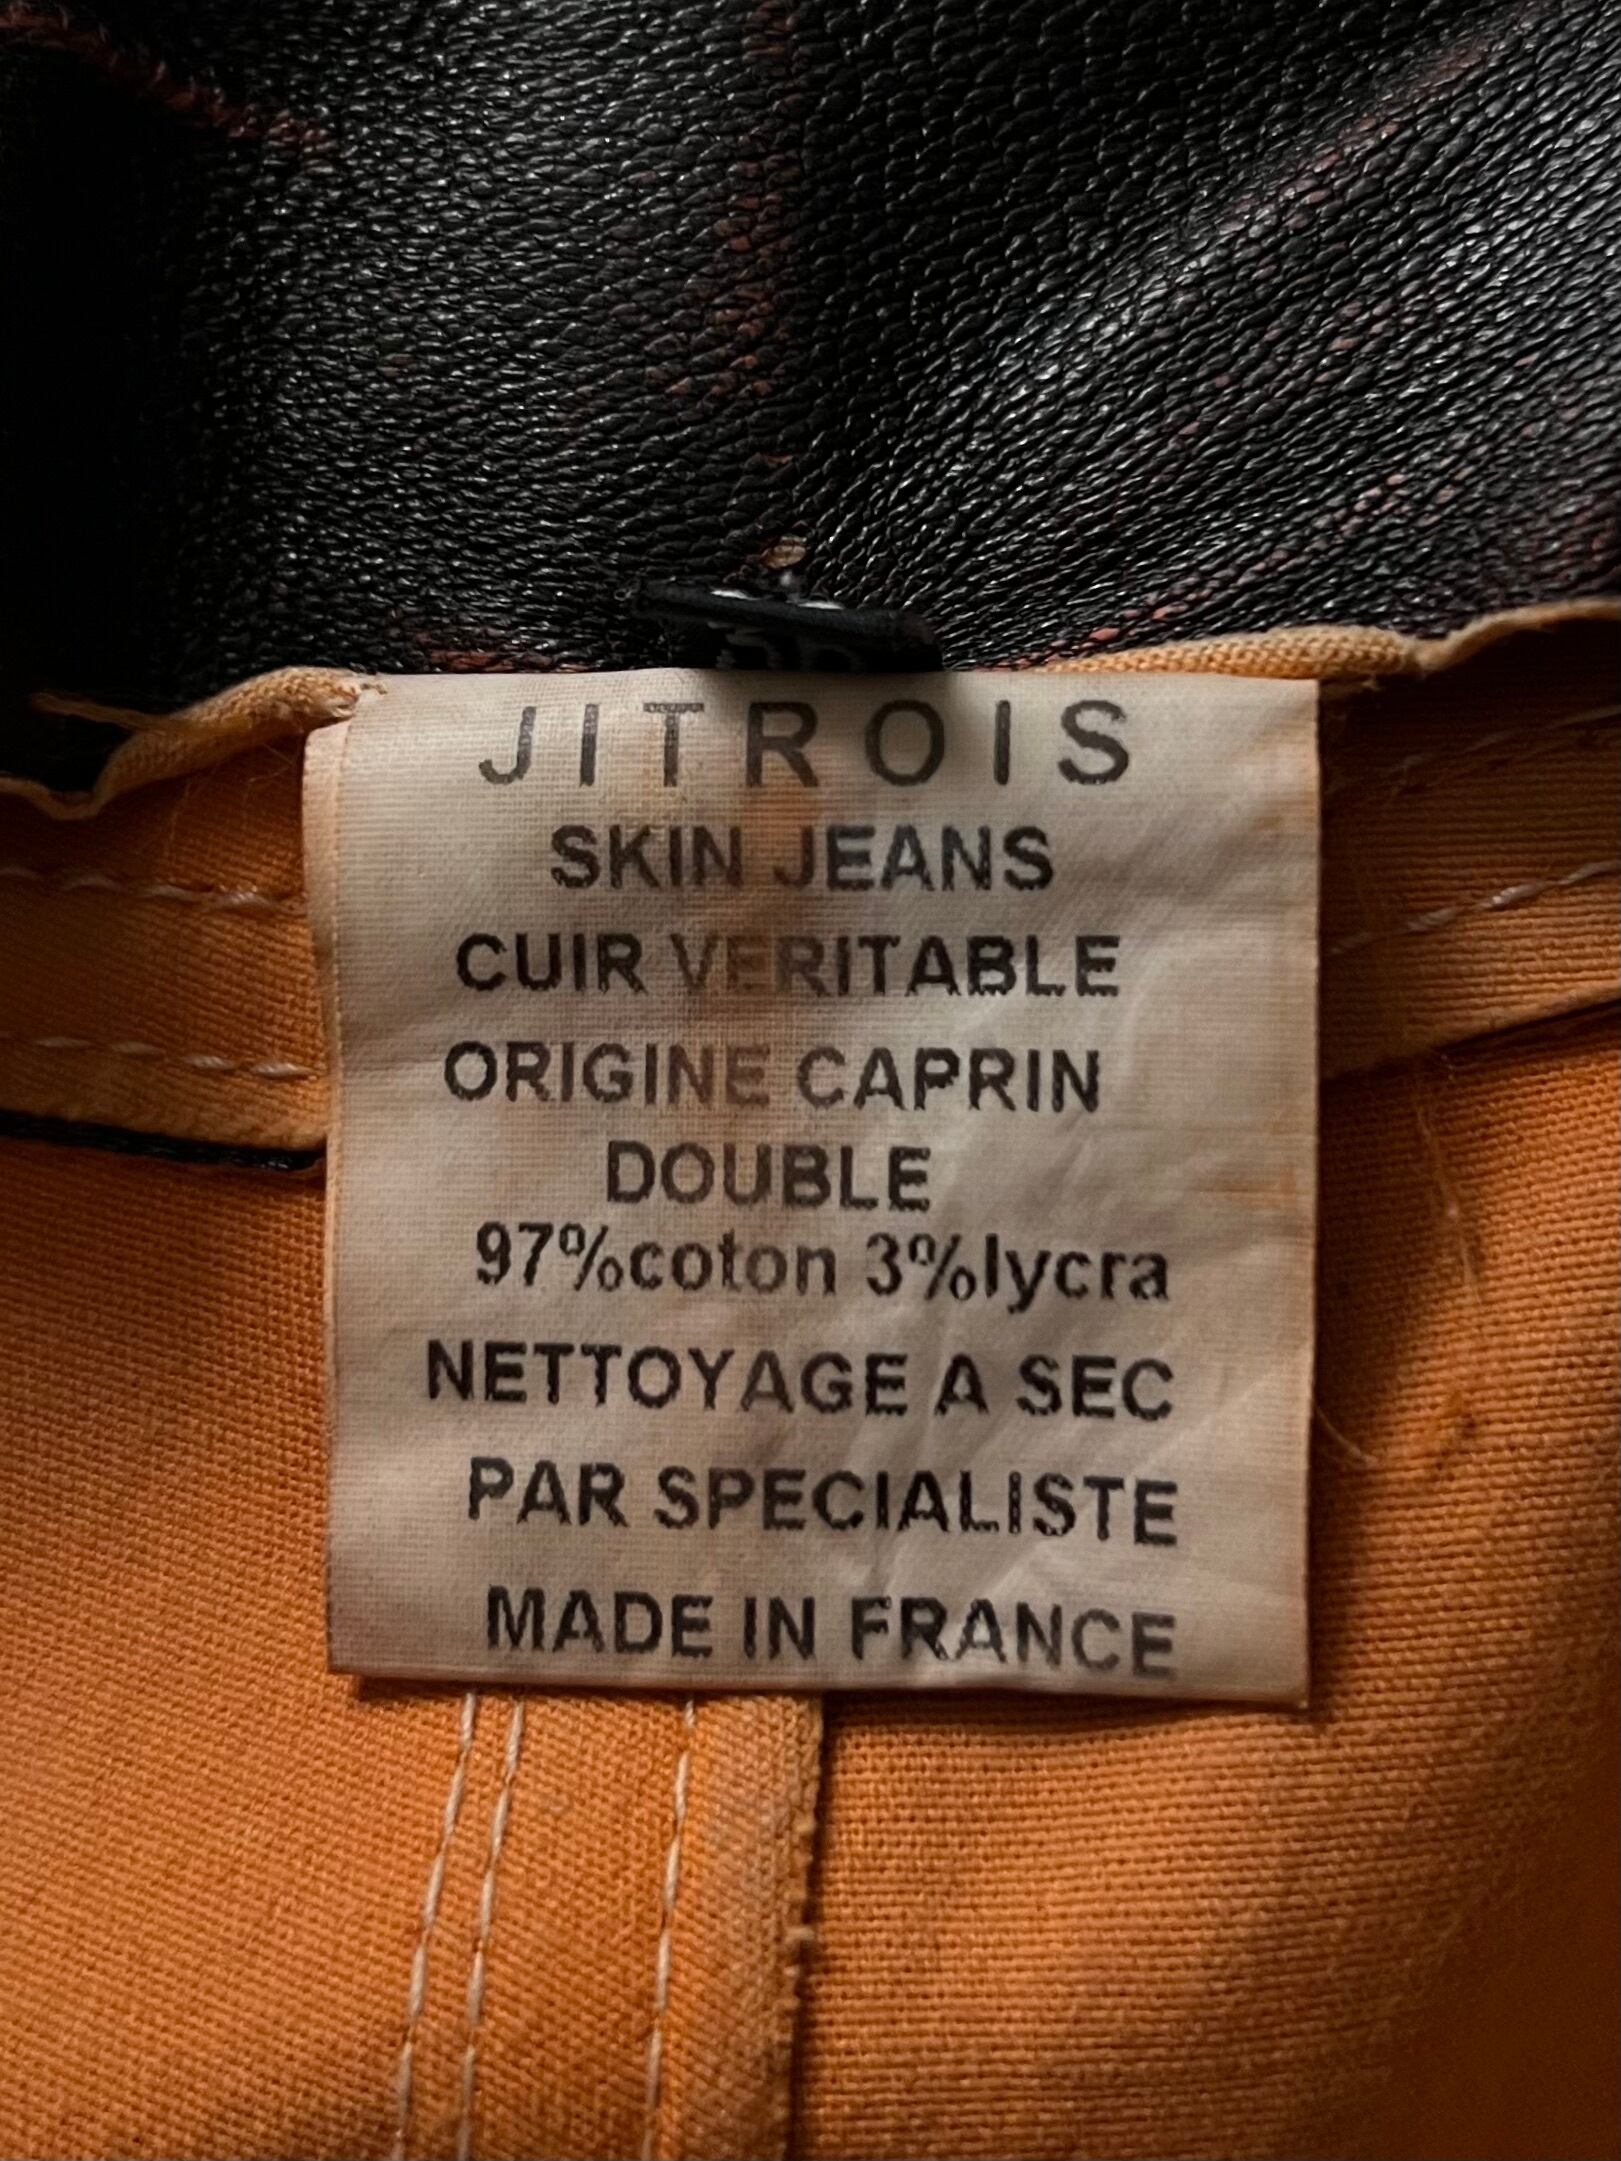 JITROIS
SKIN JEANS
CUIR VERITABLE
ORIGINE CAPRIN
DOUBLE
97%coton 3%lycra
NETTOYAGE A SEC
PAR SPECIALISTE
MADE IN FRANCE